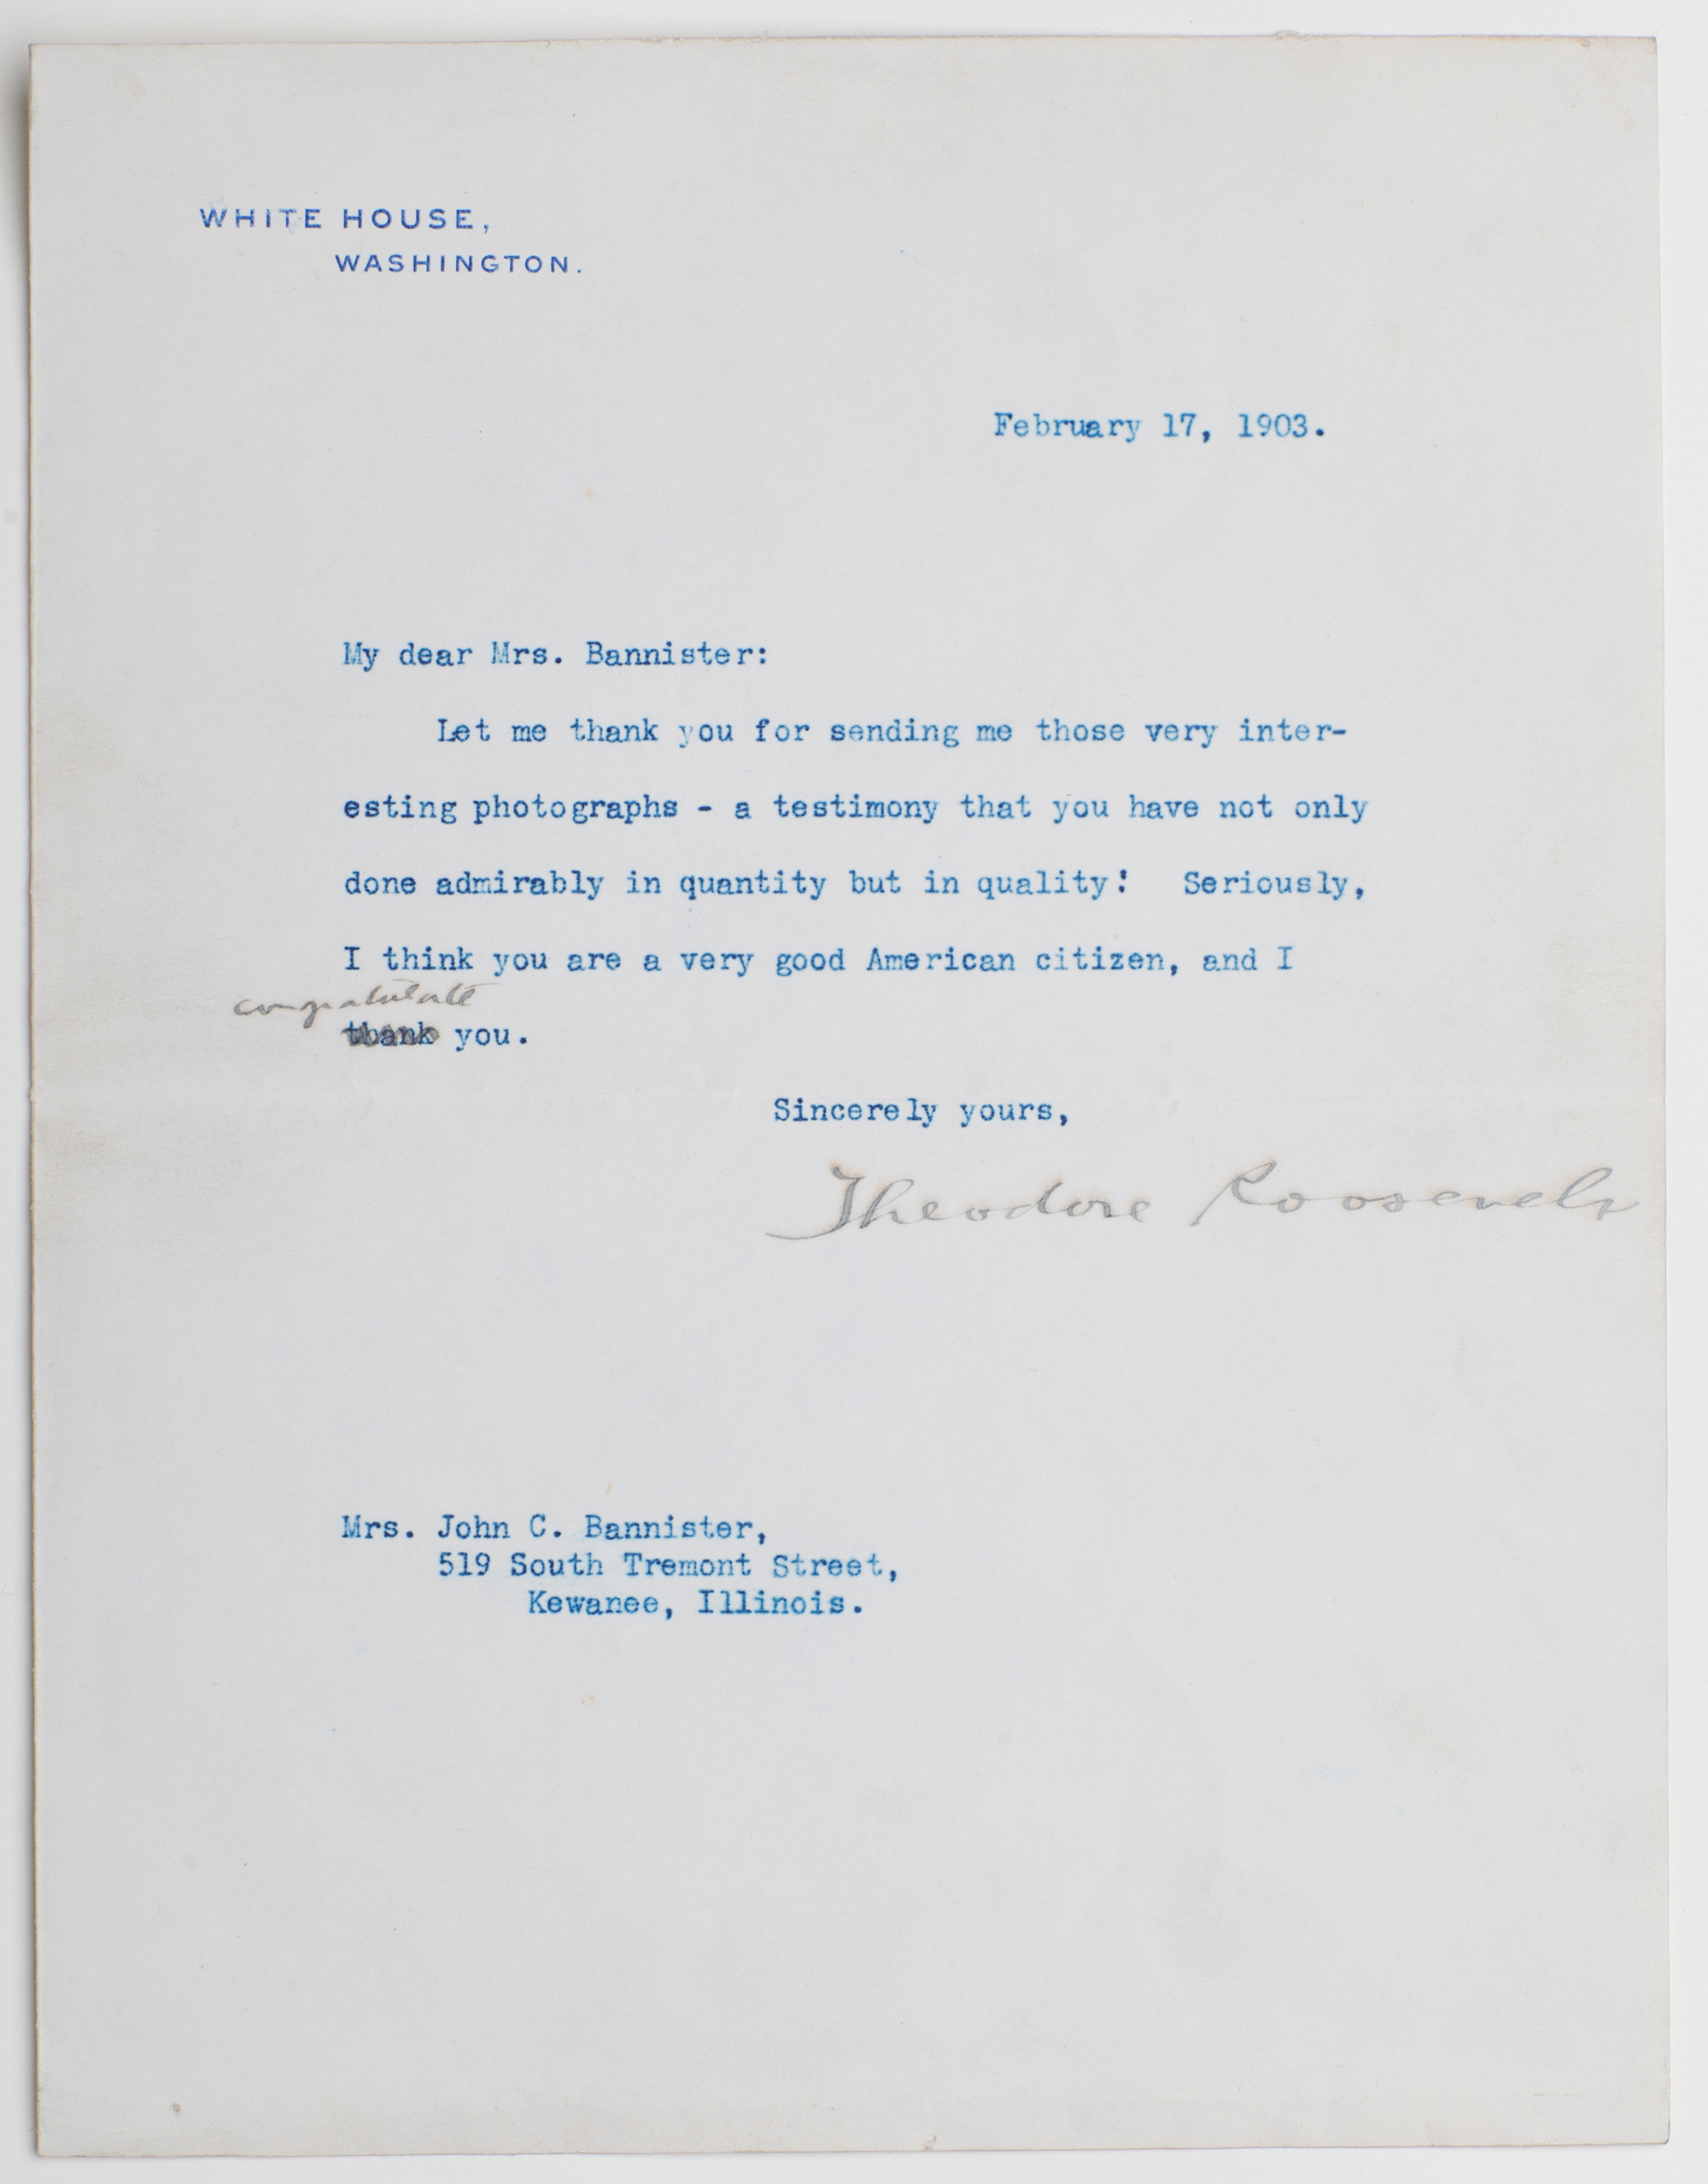 WHITE HOUSE,
WASHINGTON.
February 17, 1903.
My dear Mrs. Bannister:
Let me thank you for sending me those very inter-
esting photographs - a testimony that you have not only
done admirably in quantity but in quality! Seriously,
I think you are a very good American citizen, and I
congratulate
thank you.
Sincerely yours,
Theodore Roosevelt
Mrs. John C. Bannister,
519 South Tremont Street,
Kewanee, Illinois.